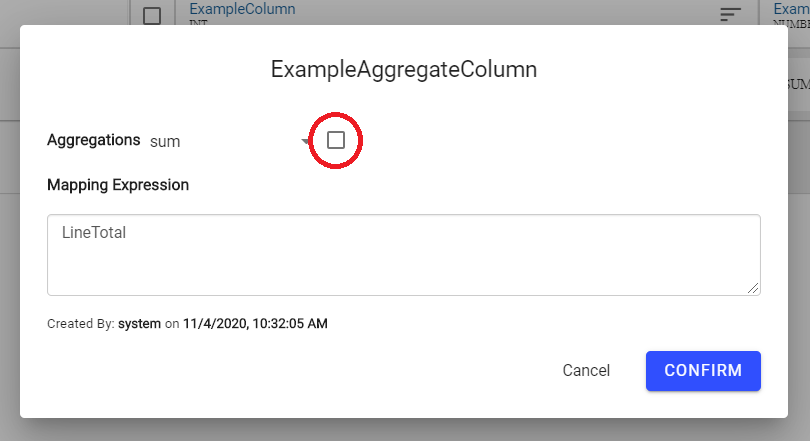 ExampleColumn
INT
Exam
NUMBE
SUM
ExampleAggregateColumn
Aggregations sum
Mapping Expression
LineTotal
Created By: system on 11/4/2020, 10:32:05 AM
Cancel CONFIRM